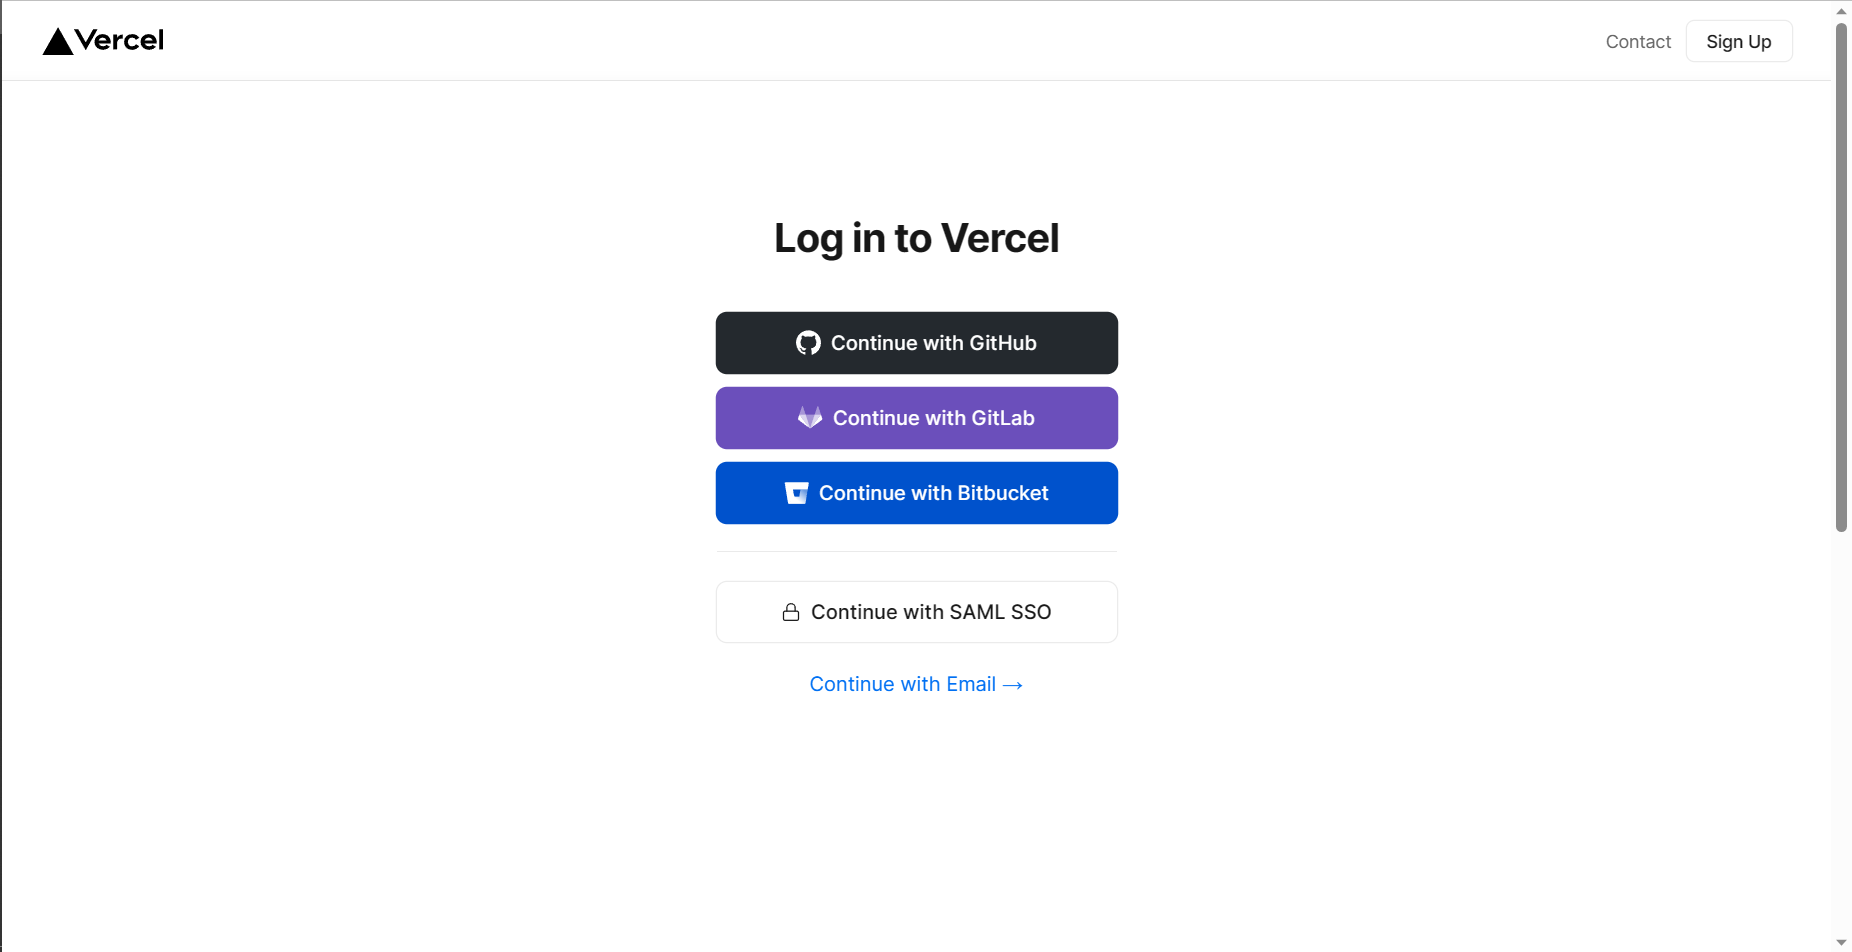 Vercel
Contact
Sign Up
Log in to Vercel
Continue with GitHub
Continue with GitLab
Continue with Bitbucket
Continue with SAML SSO
Continue with Email →